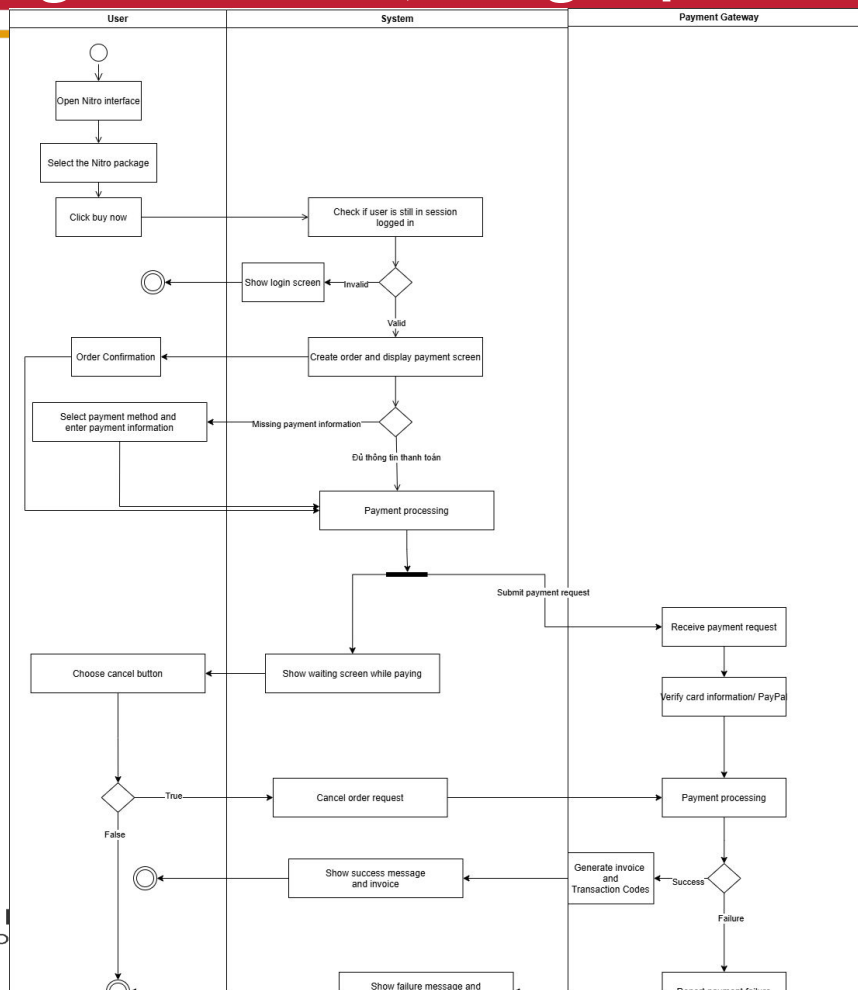 User
System
Payment Gateway
Open Nitro interface
Select the Nitro package
Click buy now
Check if user is still in session
logged in
Show login screen
Invalid
Valid
Order Confirmation
Create order and display payment screen
Select payment method and
enter payment information
Missing payment information
Đủ thông tin thanh toán
Payment processing
Submit payment request
Receive payment request
Choose cancel button
Show waiting screen while paying
Verify card information/ PayPal
True
Cancel order request
Payment processing
False
Show success message
and invoice
Generate invoice
and
Transaction Codes
Success
Failure
Show failure message and
Report payment failure